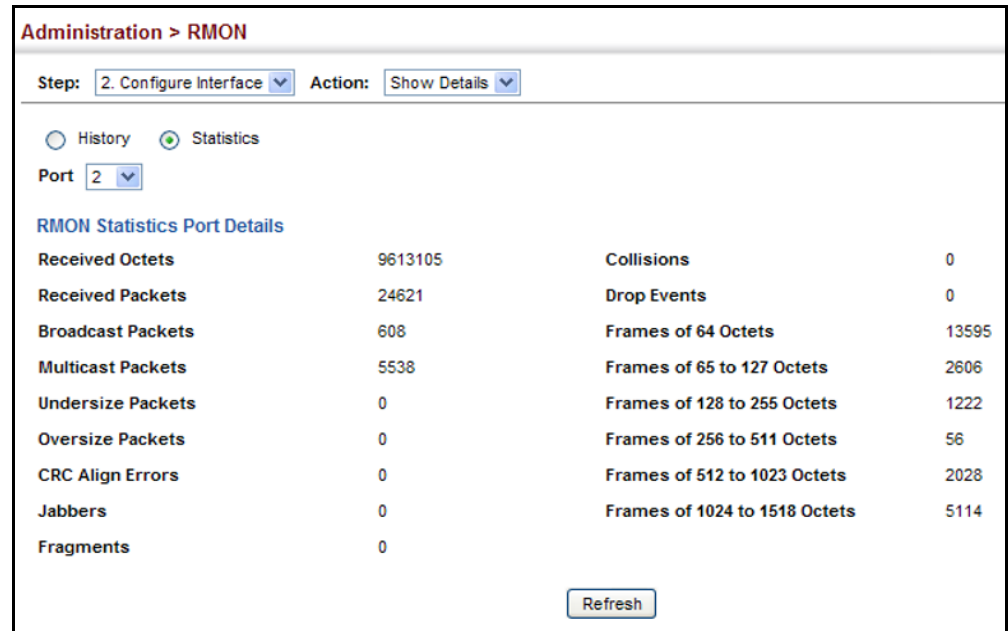 Administration > RMON
Step: 2. Configure Interface Action: Show Details
History Statistics
Port 2
RMON Statistics Port Details
Received Octets 9613105 Collisions 0
Received Packets 24621 Drop Events 0
Broadcast Packets 608 Frames of 64 Octets 13595
Multicast Packets 5538 Frames of 65 to 127 Octets 2606
Undersize Packets 0 Frames of 128 to 255 Octets 1222
Oversize Packets 0 Frames of 256 to 511 Octets 56
CRC Align Errors 0 Frames of 512 to 1023 Octets 2028
Jabbers 0 Frames of 1024 to 1518 Octets 5114
Fragments 0
Refresh